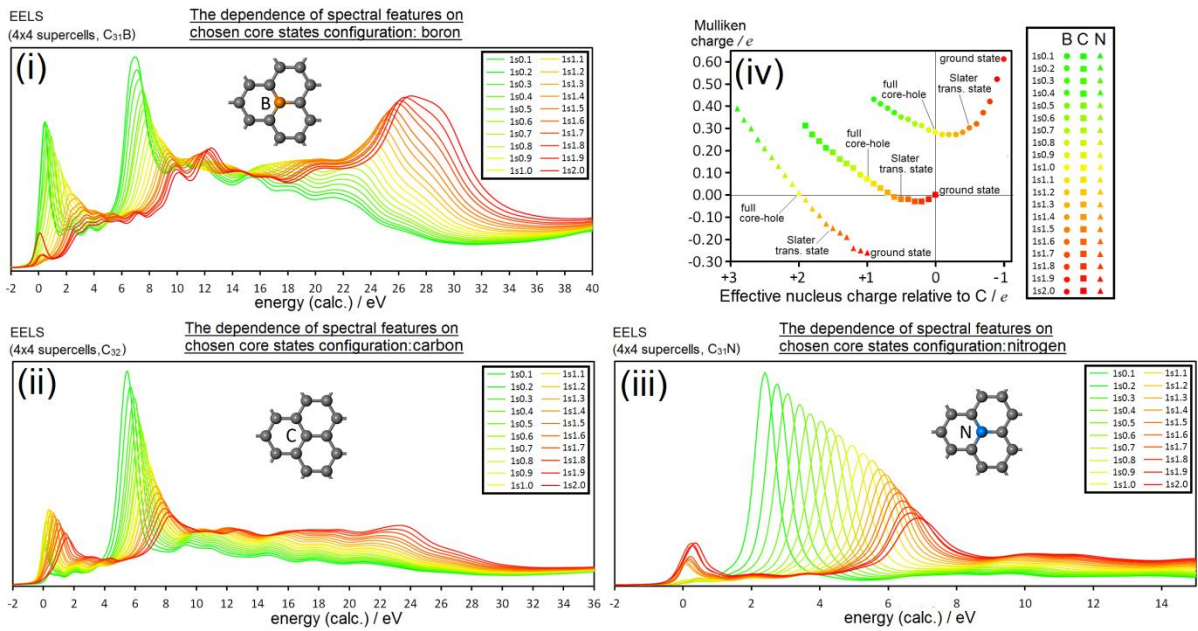 EELS
(4x4 supercells, C₃₁B)
The dependence of spectral features on
chosen core states configuration: boron
(i)
B
1s0.1 1s1.1
1s0.2 1s1.2
1s0.3 1s1.3
1s0.4 1s1.4
1s0.5 1s1.5
1s0.6 1s1.6
1s0.7 1s1.7
1s0.8 1s1.8
1s0.9 1s1.9
1s1.0 1s2.0
-2 0 2 4 6 8 10 12 14 16 18 20 22 24 26 28 30 32 34 36 38 40
energy (calc.) / eV
Mulliken
charge / e
(iv)
0.60
0.50
0.40
0.30
0.20
0.10
0.00
-0.10
-0.20
-0.30
ground state
full
core-hole
Slater
trans. state
full core-hole
Slater
trans. state
ground state
full core-hole
Slater
trans. state
ground state
+3 +2 +1 0 -1
Effective nucleus charge relative to C / e
B C N
1s0.1
1s0.2
1s0.3
1s0.4
1s0.5
1s0.6
1s0.7
1s0.8
1s0.9
1s1.0
1s1.1
1s1.2
1s1.3
1s1.4
1s1.5
1s1.6
1s1.7
1s1.8
1s1.9
1s2.0
EELS
(4x4 supercells,C₃₂)
The dependence of spectral features on
chosen core states configuration:carbon
(ii)
C
1s0.1 1s1.1
1s0.2 1s1.2
1s0.3 1s1.3
1s0.4 1s1.4
1s0.5 1s1.5
1s0.6 1s1.6
1s0.7 1s1.7
1s0.8 1s1.8
1s0.9 1s1.9
1s1.0 1s2.0
-2 0 2 4 6 8 10 12 14 16 18 20 22 24 26 28 30 32 34 36
energy (calc.) / eV
EELS
(4x4 supercells, C₃₁N)
The dependence of spectral features on
chosen core states configuration:nitrogen
(iii)
N
1s0.1 1s1.1
1s0.2 1s1.2
1s0.3 1s1.3
1s0.4 1s1.4
1s0.5 1s1.5
1s0.6 1s1.6
1s0.7 1s1.7
1s0.8 1s1.8
1s0.9 1s1.9
1s1.0 1s2.0
-2 0 2 4 6 8 10 12 14
energy (calc.) / eV